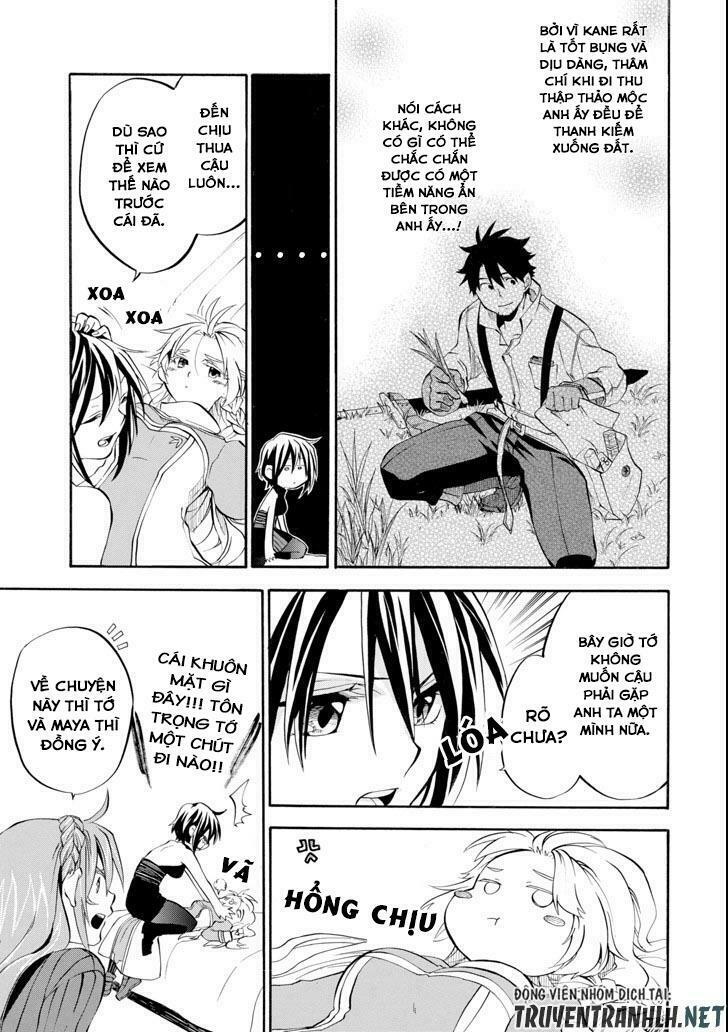 BỞI VÌ KANE RẤT
LÀ TỐT BỤNG VÀ
DỊU DÀNG, THÂM
CHÍ KHI ĐI THU
THẬP THẢO MỘC
ANH ẤY ĐỀU ĐỂ
THANH KIẾM
XUỐNG ĐẤT.
NÓI CÁCH
KHÁC, KHÔNG
CÓ GÌ CÓ THỂ
CHẮC CHẮN
ĐƯỢC CÓ MỘT
TIỀM NĂNG ẨN
BÊN TRONG
ANH ẤY...!
....
ĐẾN
CHỊU
THUA
CẬU
LUÔN...
DÙ SAO
THÌ CỨ
ĐỂ XEM
THẾ NÀO
TRƯỚC
CÁI ĐÃ.
XOA
XOA
BÂY GIỜ TỚ
KHÔNG
MUỐN CẬU
PHẢI GẶP
ANH TA MỘT
MÌNH NỮA.
RÕ
CHƯA?
LÓA
CÁI KHUÔN
MẶT GÌ
ĐÂY!!! TÔN
TRỌNG TỚ
MỘT CHÚT
ĐI NÀO!!
VỀ CHUYỆN
NÀY THÌ TỚ
VÀ MAYA THÌ
ĐỒNG Ý.
VÃ
HỔNG CHỊU
ĐỘNG VIÊN NHÓM DỊCH TẠI:
TRUYENTRANHLH.NET